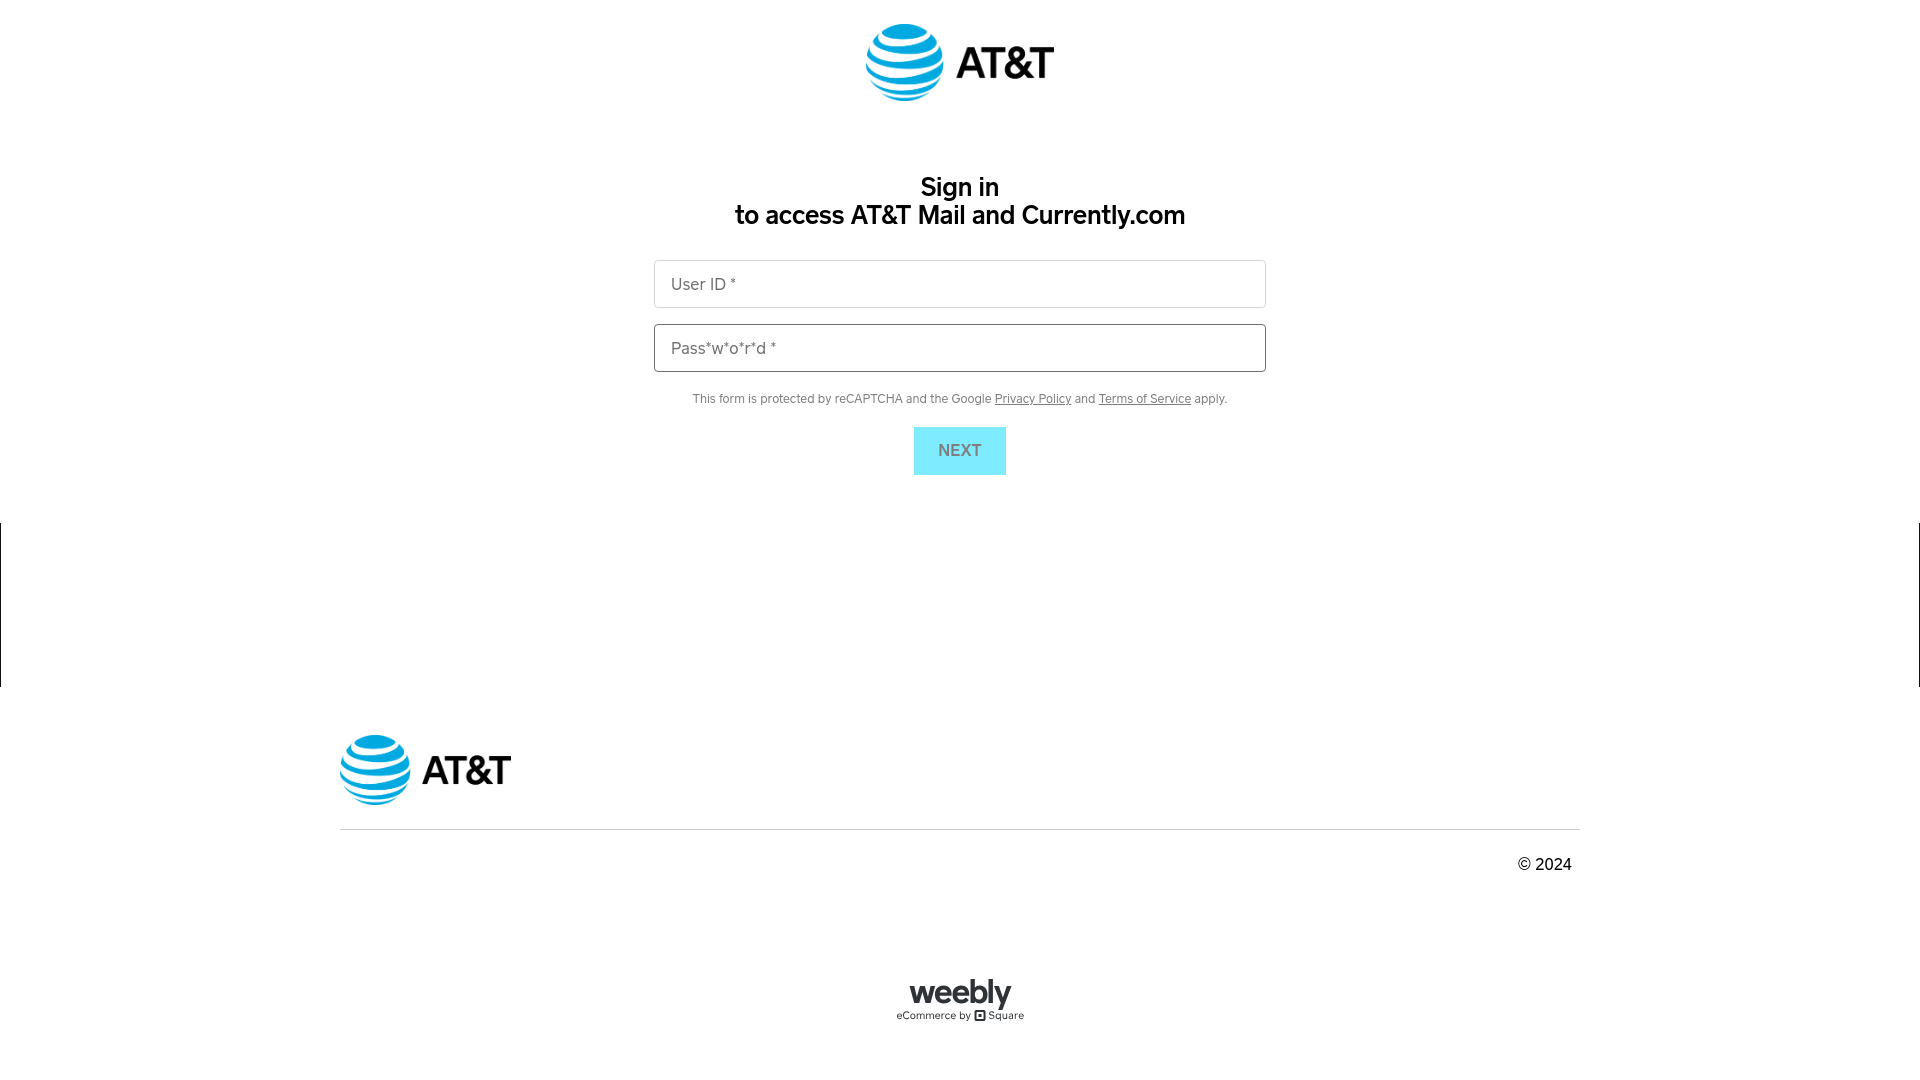 AT&T
Sign in
to access AT&T Mail and Currently.com
User ID *
Pass*w*o*r*d *
This form is protected by reCAPTCHA and the Google Privacy Policy and Terms of Service apply.
NEXT
AT&T
© 2024
weebly
eCommerce by Square